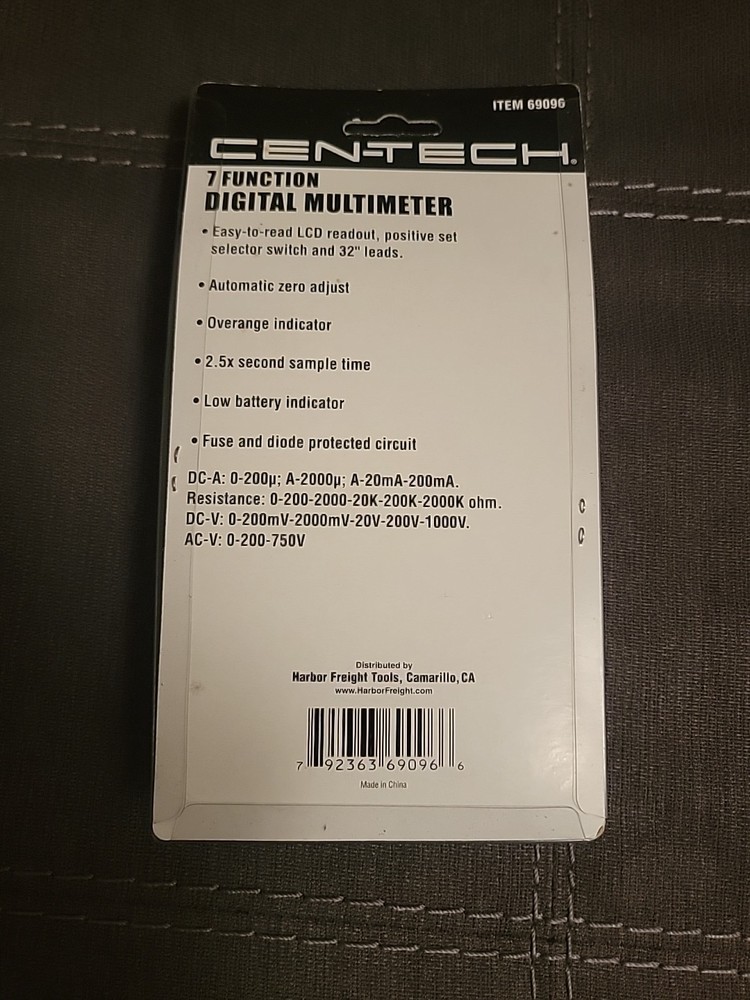 ITEM 69096
CEN-TECH®
7 FUNCTION
DIGITAL MULTIMETER
• Easy-to-read LCD readout, positive set
selector switch and 32" leads.
• Automatic zero adjust
• Overange indicator
• 2.5x second sample time
• Low battery indicator
• Fuse and diode protected circuit
DC-A: 0-200µ; A-2000µ; A-20mA-200mA.
Resistance: 0-200-2000-20K-200K-2000K ohm.
DC-V: 0-200mV-2000mV-20V-200V-1000V.
AC-V: 0-200-750V
Distributed by
Harbor Freight Tools, Camarillo, CA
www.HarborFreight.com
7 92363 69096 6
Made in China